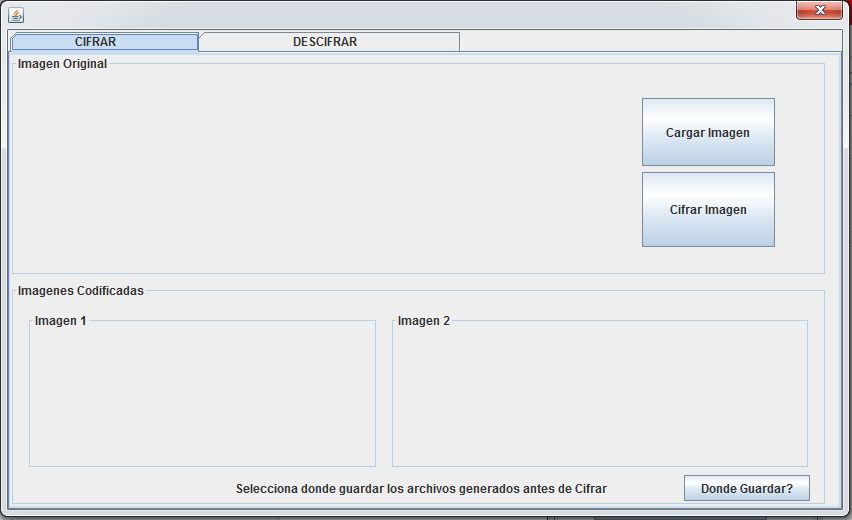 CIFRAR
DESCIFRAR
Imagen Original
Cargar Imagen
Cifrar Imagen
Imagenes Codificadas
Imagen 1
Imagen 2
Selecciona donde guardar los archivos generados antes de Cifrar
Donde Guardar?